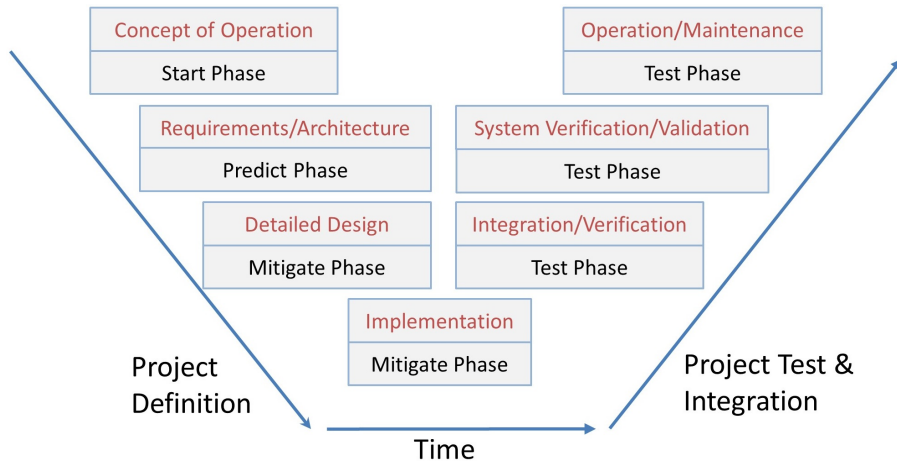 Concept of Operation
Start Phase
Operation/Maintenance
Test Phase
Requirements/Architecture
Predict Phase
System Verification/Validation
Test Phase
Detailed Design
Mitigate Phase
Integration/Verification
Test Phase
Implementation
Mitigate Phase
Project
Definition
Project Test &
Integration
Time